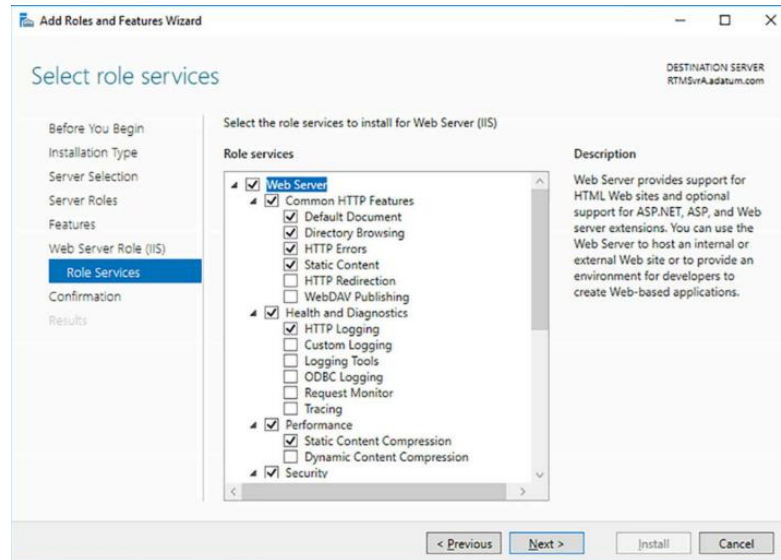 Add Roles and Features Wizard
Select role services
DESTINATION SERVER
RTMSvrA.adatum.com
Before You Begin
Installation Type
Server Selection
Server Roles
Features
Web Server Role (IIS)
Role Services
Confirmation
Results
Select the role services to install for Web Server (IIS)
Role services
Web Server
Common HTTP Features
Default Document
Directory Browsing
HTTP Errors
Static Content
HTTP Redirection
WebDAV Publishing
Health and Diagnostics
HTTP Logging
Custom Logging
Logging Tools
ODBC Logging
Request Monitor
Tracing
Performance
Static Content Compression
Dynamic Content Compression
Security
Description
Web Server provides support for
HTML Web sites and optional
support for ASP.NET, ASP, and Web
server extensions. You can use the
Web Server to host an internal or
external Web site or to provide an
environment for developers to
create Web-based applications.
< Previous
Next >
Install
Cancel